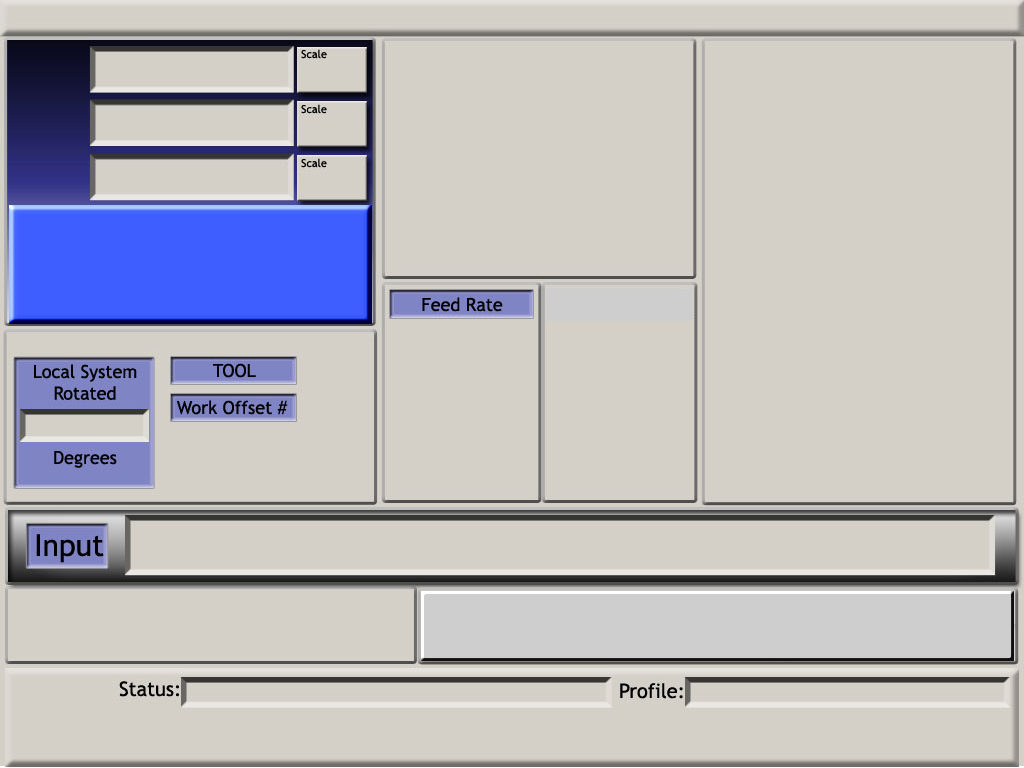 Scale
Scale
Scale
Feed Rate
Local System
Rotated
Degrees
TOOL
Work Offset #
Input
Status:
Profile: